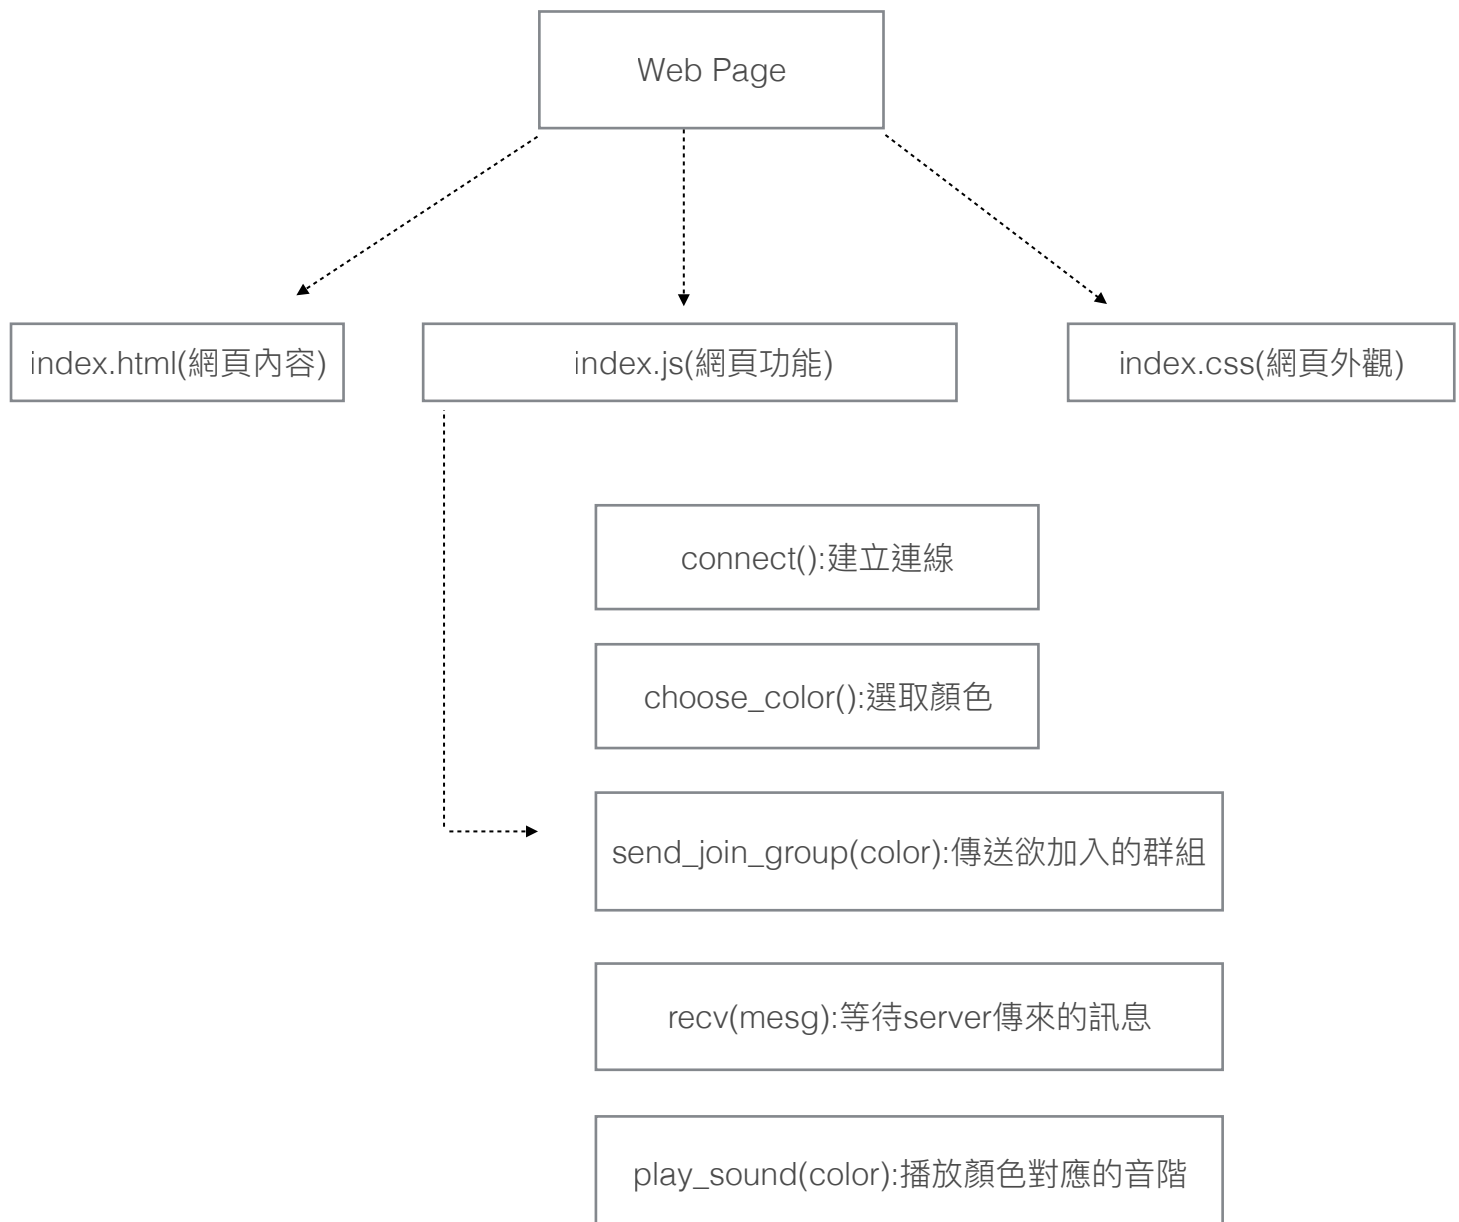 Web Page
index.html(網頁內容)
index.js(網頁功能)
index.css(網頁外觀)
connect():建立連線
choose_color():選取顏色
send_join_group(color):傳送欲加入的群組
recv(mesg):等待server傳來的訊息
play_sound(color):播放顏色對應的音階